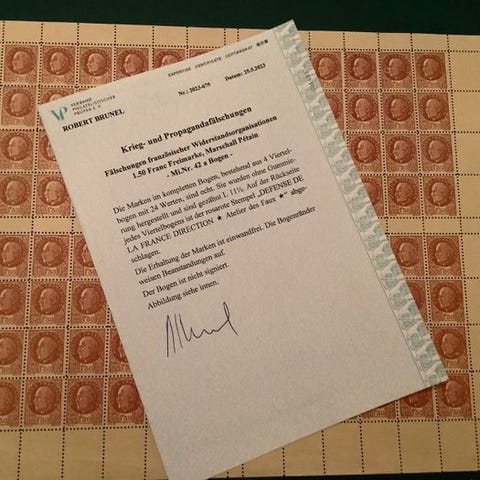 EXPERTISE CERTIFICATE CERTIFICAT
VERBAND
PHILATELISTISCHER
PRÜFER E.V.
ROBERT BRUNEL
Nr.: 2023-4/75
Datum: 25.5.2023
Krieg- und Propagandafälschungen
Fälschungen französischer Widerstandsorganisationen
1.50 Franc Freimarke, Marschall Pétain
- Mi.Nr. 42 a Bogen -
Die Marken im kompletten Bogen, bestehend aus 4 Viertel-
bogen mit 24 Werten, sind echt. Sie wurden ohne Gummie-
rung hergestellt und sind gezähnt L 11½. Auf der Rückseite
jedes Viertelbogens ist der rosarote Stempel „DEFENSE DE
LA FRANCE DIRECTION ★ Atelier des Faux ★“ abge-
schlagen.
Die Erhaltung der Marken ist einwandfrei. Die Bogenränder
weisen Beanstandungen auf.
Der Bogen ist nicht signiert.
Abbildung siehe innen.